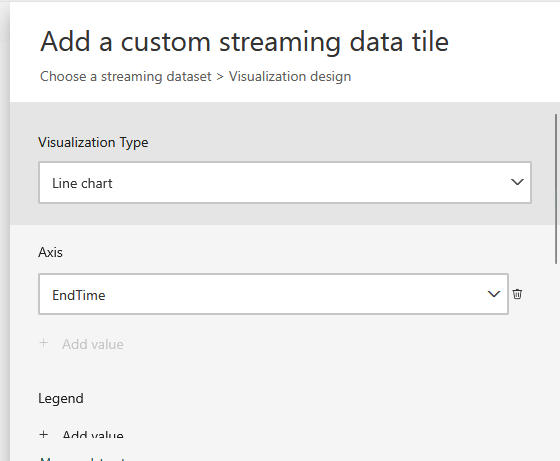 Add a custom streaming data tile
Choose a streaming dataset > Visualization design
Visualization Type
Line chart
Axis
EndTime
+ Add value
Legend
+ Add value